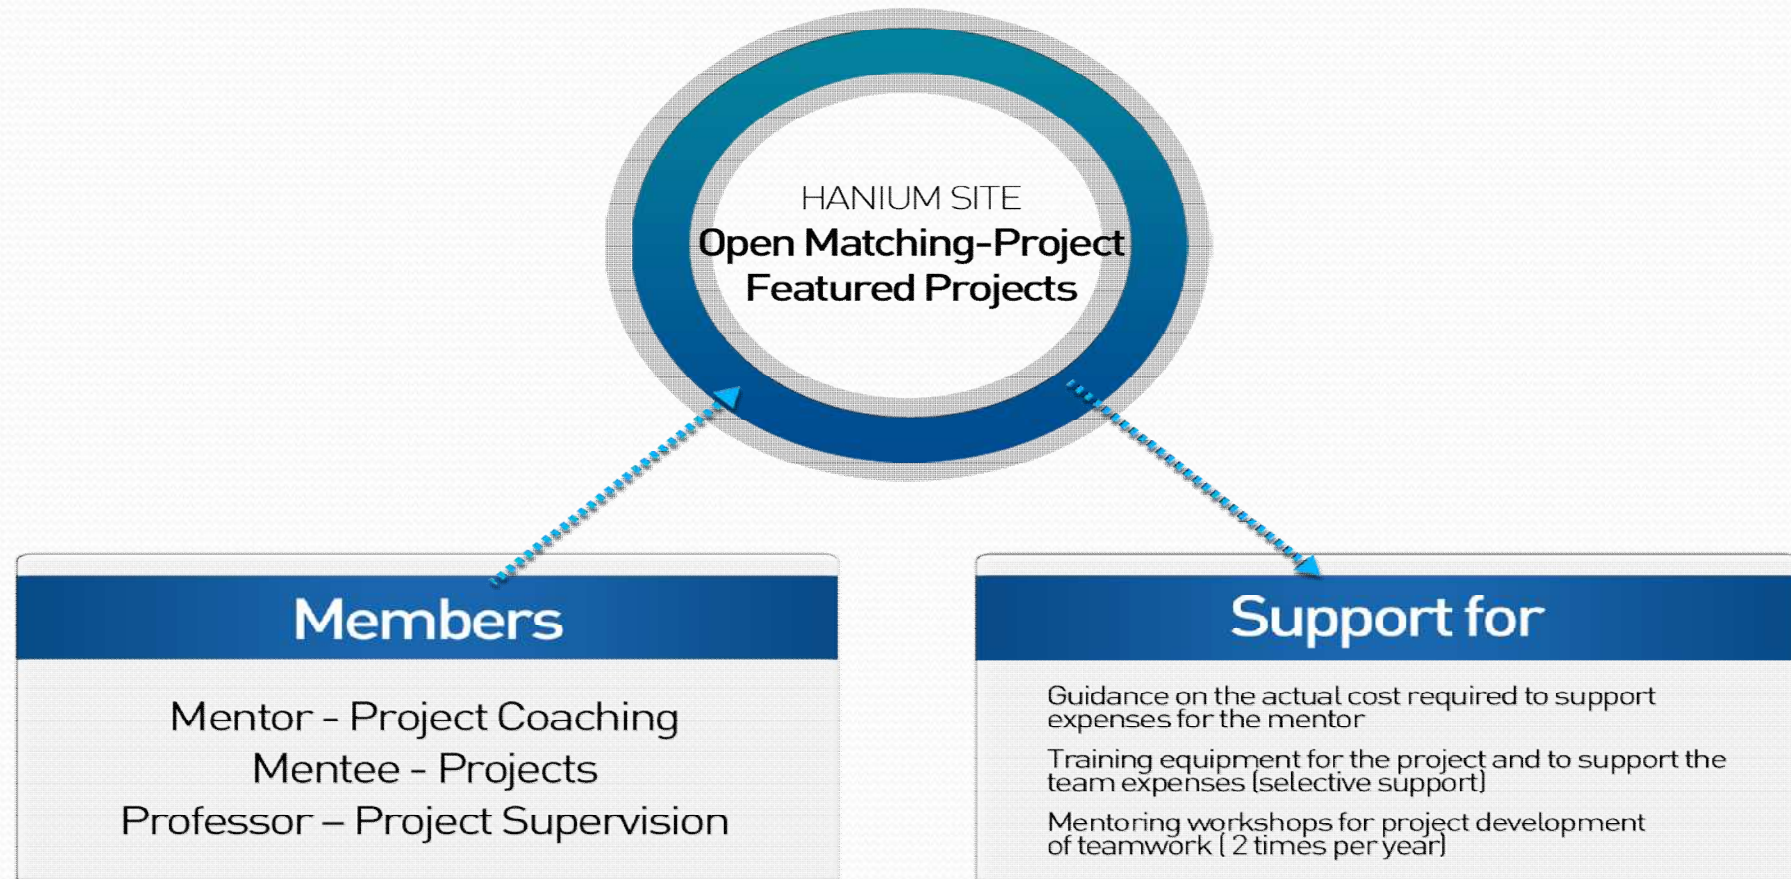 HANIUM SITE
Open Matching-Project
Featured Projects
Members
Mentor - Project Coaching
Mentee - Projects
Professor – Project Supervision
Support for
Guidance on the actual cost required to support
expenses for the mentor
Training equipment for the project and to support the
team expenses (selective support)
Mentoring workshops for project development
of teamwork ( 2 times per year)